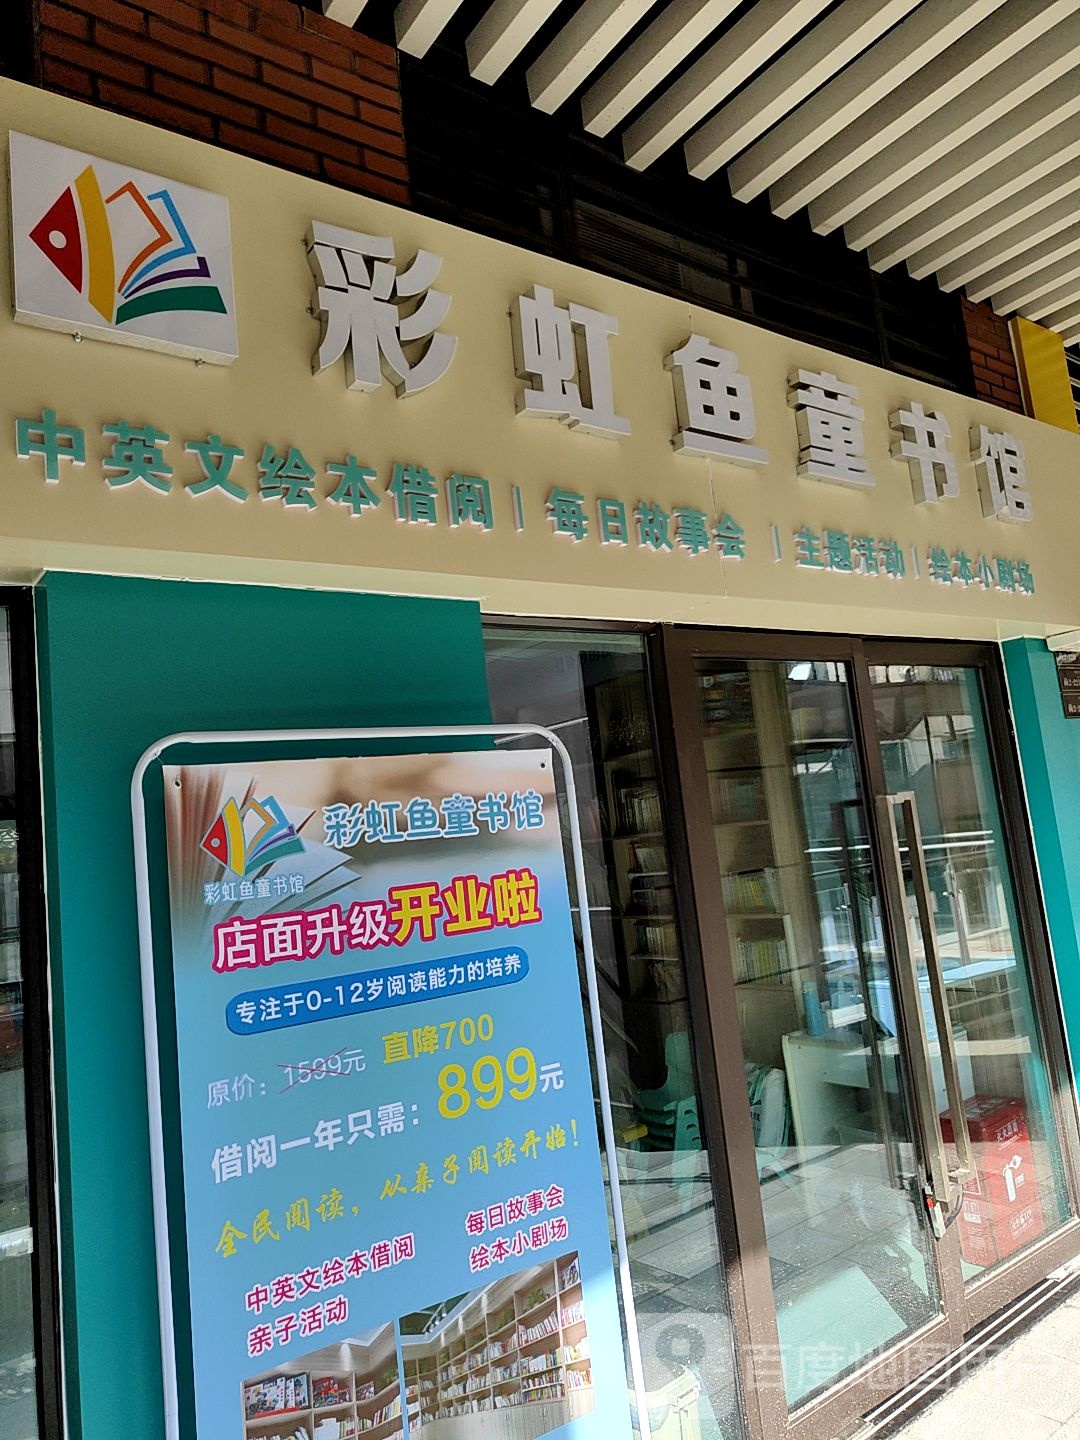 彩虹鱼童书馆
中英文绘本借阅 | 每日故事会 | 主题活动 | 绘本小剧场
彩虹鱼童书馆
彩虹鱼童书馆
店面升级开业啦
专注于0-12岁阅读能力的培养
原价：1599元 直降700
借阅一年只需：899元
全民阅读，从亲子阅读开始！
中英文绘本借阅
亲子活动
每日故事会
绘本小剧场
百度地图